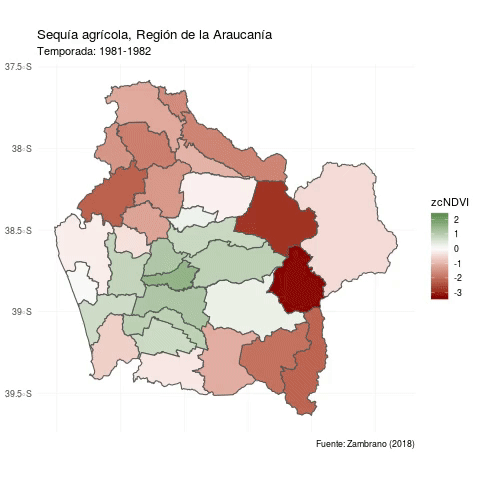 Sequía agrícola, Región de la Araucanía
Temporada: 1981-1982
37.5◦S
38◦S
38.5◦S
39◦S
39.5◦S
zcNDVI
2
1
0
-1
-2
-3
Fuente: Zambrano (2018)